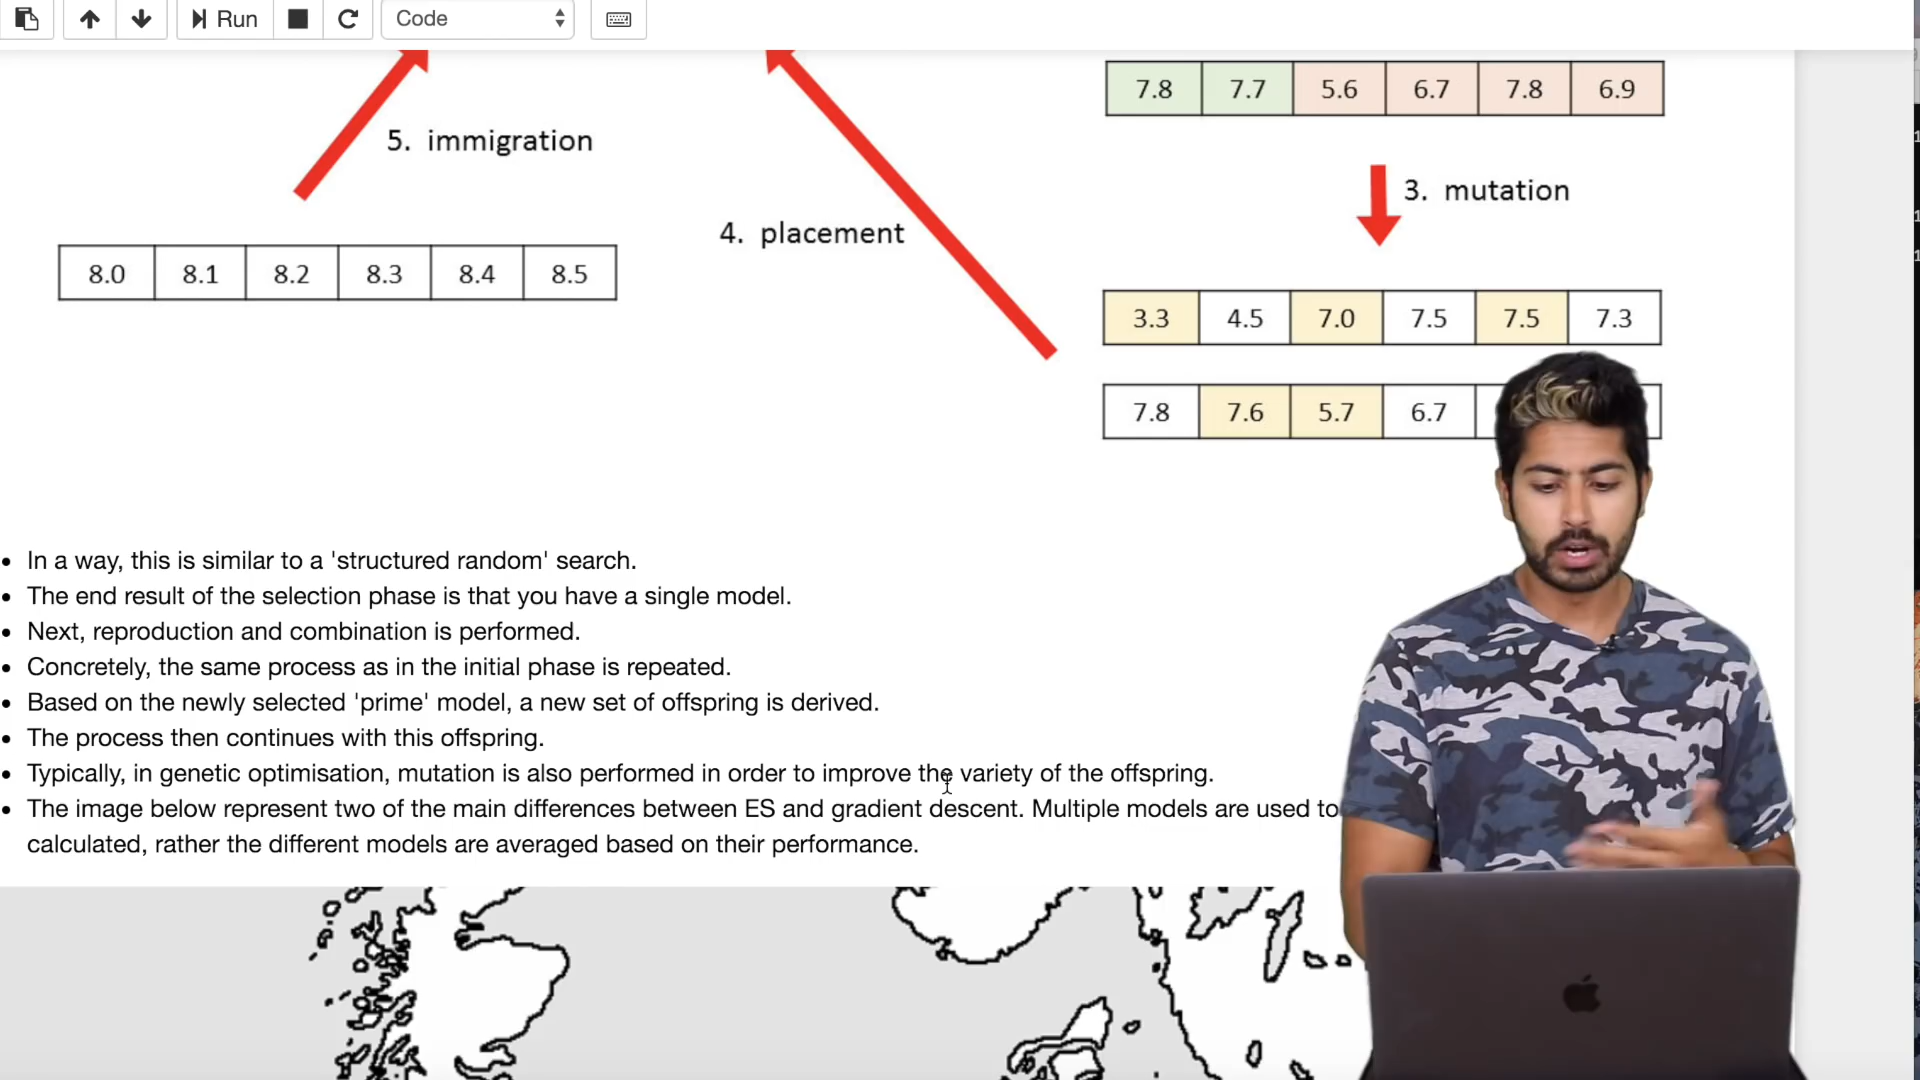 Run
Code
7.8 7.7 5.6 6.7 7.8 6.9
5. immigration
3. mutation
4. placement
8.0 8.1 8.2 8.3 8.4 8.5
3.3 4.5 7.0 7.5 7.5 7.3
7.8 7.6 5.7 6.7
• In a way, this is similar to a 'structured random' search.
• The end result of the selection phase is that you have a single model.
• Next, reproduction and combination is performed.
• Concretely, the same process as in the initial phase is repeated.
• Based on the newly selected 'prime' model, a new set of offspring is derived.
• The process then continues with this offspring.
• Typically, in genetic optimisation, mutation is also performed in order to improve the variety of the offspring.
• The image below represent two of the main differences between ES and gradient descent. Multiple models are used to
calculated, rather the different models are averaged based on their performance.